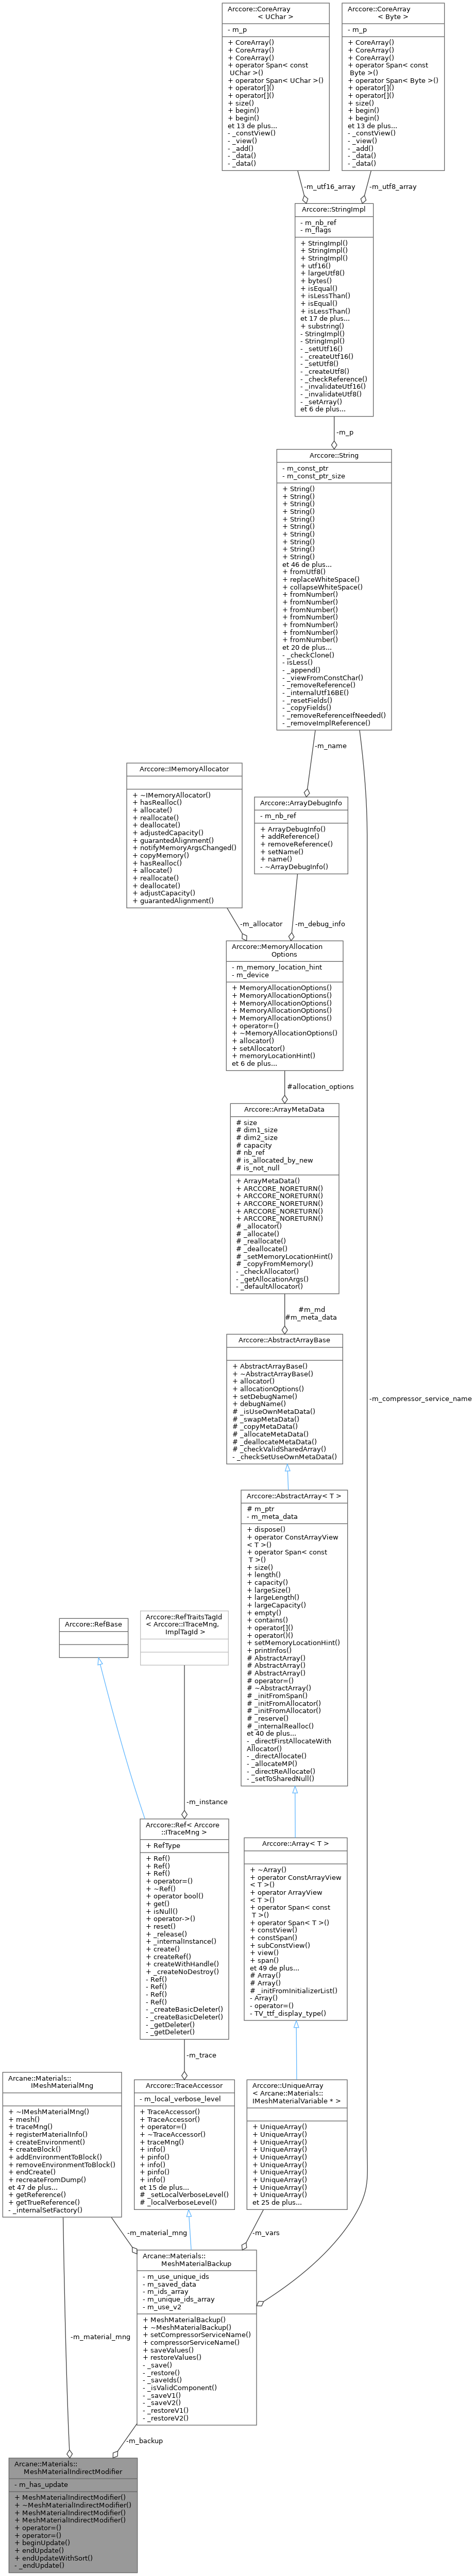 Arccore::CoreArray
< UChar >
- m_p
+ CoreArray()
+ CoreArray()
+ CoreArray()
+ operator Span< const
UChar >()
+ operator Span< UChar >()
+ operator[]()
+ operator[]()
+ size()
+ begin()
+ begin()
et 13 de plus...
- _constView()
- _view()
- _add()
- _data()
- _data()
Arccore::CoreArray
< Byte >
- m_p
+ CoreArray()
+ CoreArray()
+ CoreArray()
+ operator Span< const
Byte >()
+ operator Span< Byte >()
+ operator[]()
+ operator[]()
+ size()
+ begin()
+ begin()
et 13 de plus...
- _constView()
- _view()
- _add()
- _data()
- _data()
-m_utf16_array
-m_utf8_array
Arccore::StringImpl
- m_nb_ref
- m_flags
+ StringImpl()
+ StringImpl()
+ StringImpl()
+ utf16()
+ largeUtf8()
+ bytes()
+ isEqual()
+ isLessThan()
+ isEqual()
+ isLessThan()
et 17 de plus...
+ substring()
- StringImpl()
- StringImpl()
- _setUtf16()
- _createUtf16()
- _setUtf8()
- _createUtf8()
- _checkReference()
- _invalidateUtf16()
- _invalidateUtf8()
- _setArray()
et 6 de plus...
-m_p
Arccore::String
- m_const_ptr
- m_const_ptr_size
+ String()
+ String()
+ String()
+ String()
+ String()
+ String()
+ String()
+ String()
+ String()
+ String()
et 46 de plus...
+ fromUtf8()
+ replaceWhiteSpace()
+ collapseWhiteSpace()
+ fromNumber()
+ fromNumber()
+ fromNumber()
+ fromNumber()
+ fromNumber()
+ fromNumber()
+ fromNumber()
et 20 de plus...
- _checkClone()
- isLess()
- _append()
- _viewFromConstChar()
- _removeReference()
- _internalUtf16BE()
- _resetFields()
- _copyFields()
- _removeReferenceIfNeeded()
- _removeImplReference()
-m_name
Arccore::IMemoryAllocator
+ ~IMemoryAllocator()
+ hasRealloc()
+ allocate()
+ reallocate()
+ deallocate()
+ adjustedCapacity()
+ guarantedAlignment()
+ notifyMemoryArgsChanged()
+ copyMemory()
+ hasRealloc()
+ allocate()
+ reallocate()
+ deallocate()
+ adjustCapacity()
+ guarantedAlignment()
Arccore::ArrayDebugInfo
- m_nb_ref
+ ArrayDebugInfo()
+ addReference()
+ removeReference()
+ setName()
+ name()
- ~ArrayDebugInfo()
-m_allocator
-m_debug_info
Arccore::MemoryAllocation
Options
- m_memory_location_hint
- m_device
+ MemoryAllocationOptions()
+ MemoryAllocationOptions()
+ MemoryAllocationOptions()
+ MemoryAllocationOptions()
+ MemoryAllocationOptions()
+ operator=()
+ ~MemoryAllocationOptions()
+ allocator()
+ setAllocator()
+ memoryLocationHint()
et 6 de plus...
#allocation_options
Arccore::ArrayMetaData
# size
# dim1_size
# dim2_size
# capacity
# nb_ref
# is_allocated_by_new
# is_not_null
+ ArrayMetaData()
+ ARCCORE_NORETURN()
+ ARCCORE_NORETURN()
+ ARCCORE_NORETURN()
+ ARCCORE_NORETURN()
+ ARCCORE_NORETURN()
# _allocator()
# _allocate()
# _reallocate()
# _deallocate()
# _setMemoryLocationHint()
# _copyFromMemory()
- _checkAllocator()
- _getAllocationArgs()
- _defaultAllocator()
#m_md
#m_meta_data
Arccore::AbstractArrayBase
+ AbstractArrayBase()
+ ~AbstractArrayBase()
+ allocator()
+ allocationOptions()
+ setDebugName()
+ debugName()
# _isUseOwnMetaData()
# _swapMetaData()
# _copyMetaData()
# _allocateMetaData()
# _deallocateMetaData()
# _checkValidSharedArray()
- _checkSetUseOwnMetaData()
-m_compressor_service_name
Arccore::AbstractArray< T >
# m_ptr
- m_meta_data
+ dispose()
+ operator ConstArrayView
< T >()
+ operator Span< const
T >()
+ size()
+ length()
+ capacity()
+ largeSize()
+ largeLength()
+ largeCapacity()
+ empty()
+ contains()
+ operator[]()
+ operator()()
+ setMemoryLocationHint()
+ printInfos()
# AbstractArray()
# AbstractArray()
# AbstractArray()
# operator=()
# ~AbstractArray()
# _initFromSpan()
# _initFromAllocator()
# _initFromAllocator()
# _reserve()
# _internalRealloc()
et 40 de plus...
- _directFirstAllocateWith
Allocator()
- _directAllocate()
- _allocateMP()
- _directReAllocate()
- _setToSharedNull()
Arccore::RefBase
Arccore::RefTraitsTagId
< Arccore::ITraceMng,
ImplTagId >
-m_instance
Arccore::Ref< Arccore
::ITraceMng >
+ RefType
+ Ref()
+ Ref()
+ Ref()
+ operator=()
+ ~Ref()
+ operator bool()
+ get()
+ isNull()
+ operator->()
+ reset()
+ _release()
+ _internalInstance()
+ create()
+ createRef()
+ createWithHandle()
+ _createNoDestroy()
- Ref()
- Ref()
- Ref()
- Ref()
- _createBasicDeleter()
- _createBasicDeleter()
- _getDeleter()
- _getDeleter()
Arccore::Array< T >
+ ~Array()
+ operator ConstArrayView
< T >()
+ operator ArrayView
< T >()
+ operator Span< const
T >()
+ operator Span< T >()
+ constView()
+ constSpan()
+ subConstView()
+ view()
+ span()
et 49 de plus...
# Array()
# Array()
# _initFromInitializerList()
- Array()
- operator=()
- TV_ttf_display_type()
-m_trace
Arcane::Materials::
IMeshMaterialMng
+ ~IMeshMaterialMng()
+ mesh()
+ traceMng()
+ registerMaterialInfo()
+ createEnvironment()
+ createBlock()
+ addEnvironmentToBlock()
+ removeEnvironmentToBlock()
+ endCreate()
+ recreateFromDump()
et 47 de plus...
+ getReference()
+ getTrueReference()
- _internalSetFactory()
Arccore::TraceAccessor
- m_local_verbose_level
+ TraceAccessor()
+ TraceAccessor()
+ operator=()
+ ~TraceAccessor()
+ traceMng()
+ info()
+ pinfo()
+ info()
+ pinfo()
+ info()
et 15 de plus...
# _setLocalVerboseLevel()
# _localVerboseLevel()
Arccore::UniqueArray
< Arcane::Materials::
IMeshMaterialVariable * >
+ UniqueArray()
+ UniqueArray()
+ UniqueArray()
+ UniqueArray()
+ UniqueArray()
+ UniqueArray()
+ UniqueArray()
+ UniqueArray()
+ UniqueArray()
+ UniqueArray()
et 25 de plus...
-m_material_mng
-m_vars
Arcane::Materials::
MeshMaterialBackup
- m_use_unique_ids
- m_saved_data
- m_ids_array
- m_unique_ids_array
- m_use_v2
+ MeshMaterialBackup()
+ ~MeshMaterialBackup()
+ setCompressorServiceName()
+ compressorServiceName()
+ saveValues()
+ restoreValues()
- _save()
- _restore()
- _saveIds()
- _isValidComponent()
- _saveV1()
- _saveV2()
- _restoreV1()
- _restoreV2()
-m_material_mng
-m_backup
Arcane::Materials::
MeshMaterialIndirectModifier
- m_has_update
+ MeshMaterialIndirectModifier()
+ ~MeshMaterialIndirectModifier()
+ MeshMaterialIndirectModifier()
+ MeshMaterialIndirectModifier()
+ operator=()
+ operator=()
+ beginUpdate()
+ endUpdate()
+ endUpdateWithSort()
- _endUpdate()